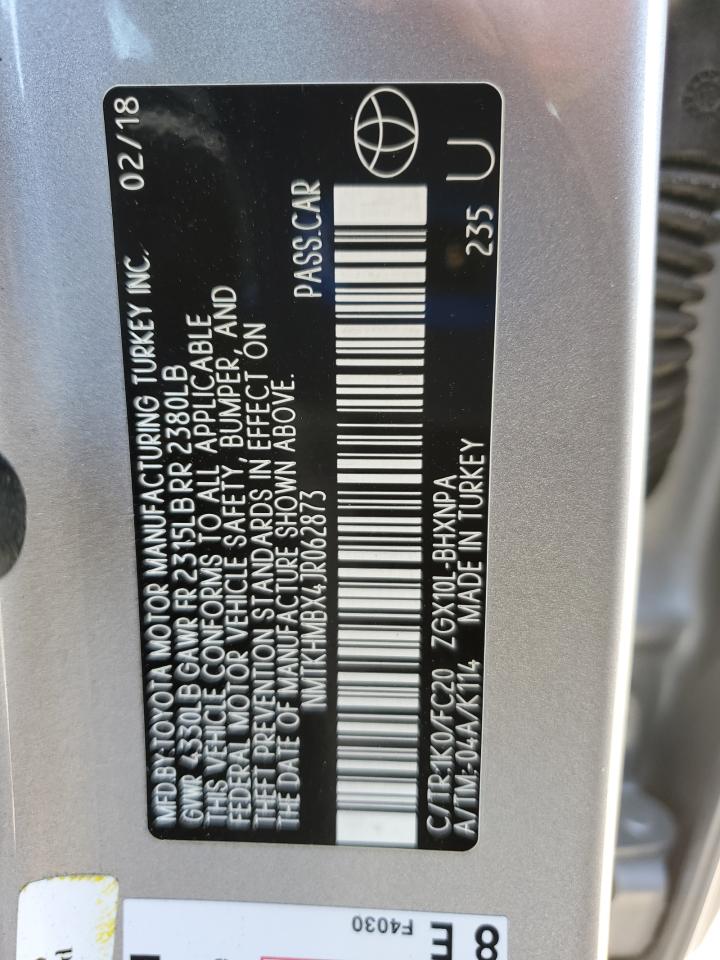 MFD.BY:TOYOTA MOTOR MANUFACTURING TURKEY INC. 02/18
GVWR 4330LB GAWR FR 2315LB RR 2380LB
THIS VEHICLE CONFORMS TO ALL APPLICABLE
FEDERAL MOTOR VEHICLE SAFETY, BUMPER, AND
THEFT PREVENTION STANDARDS IN EFFECT ON
THE DATE OF MANUFACTURE SHOWN ABOVE.
NMTKHMBX4JR062873 PASS.CAR
C/TR:1K0/FC20 ZGX10L-BHXNPA 235 U
A/TM:-04A/K114 MADE IN TURKEY
F4030
8
E